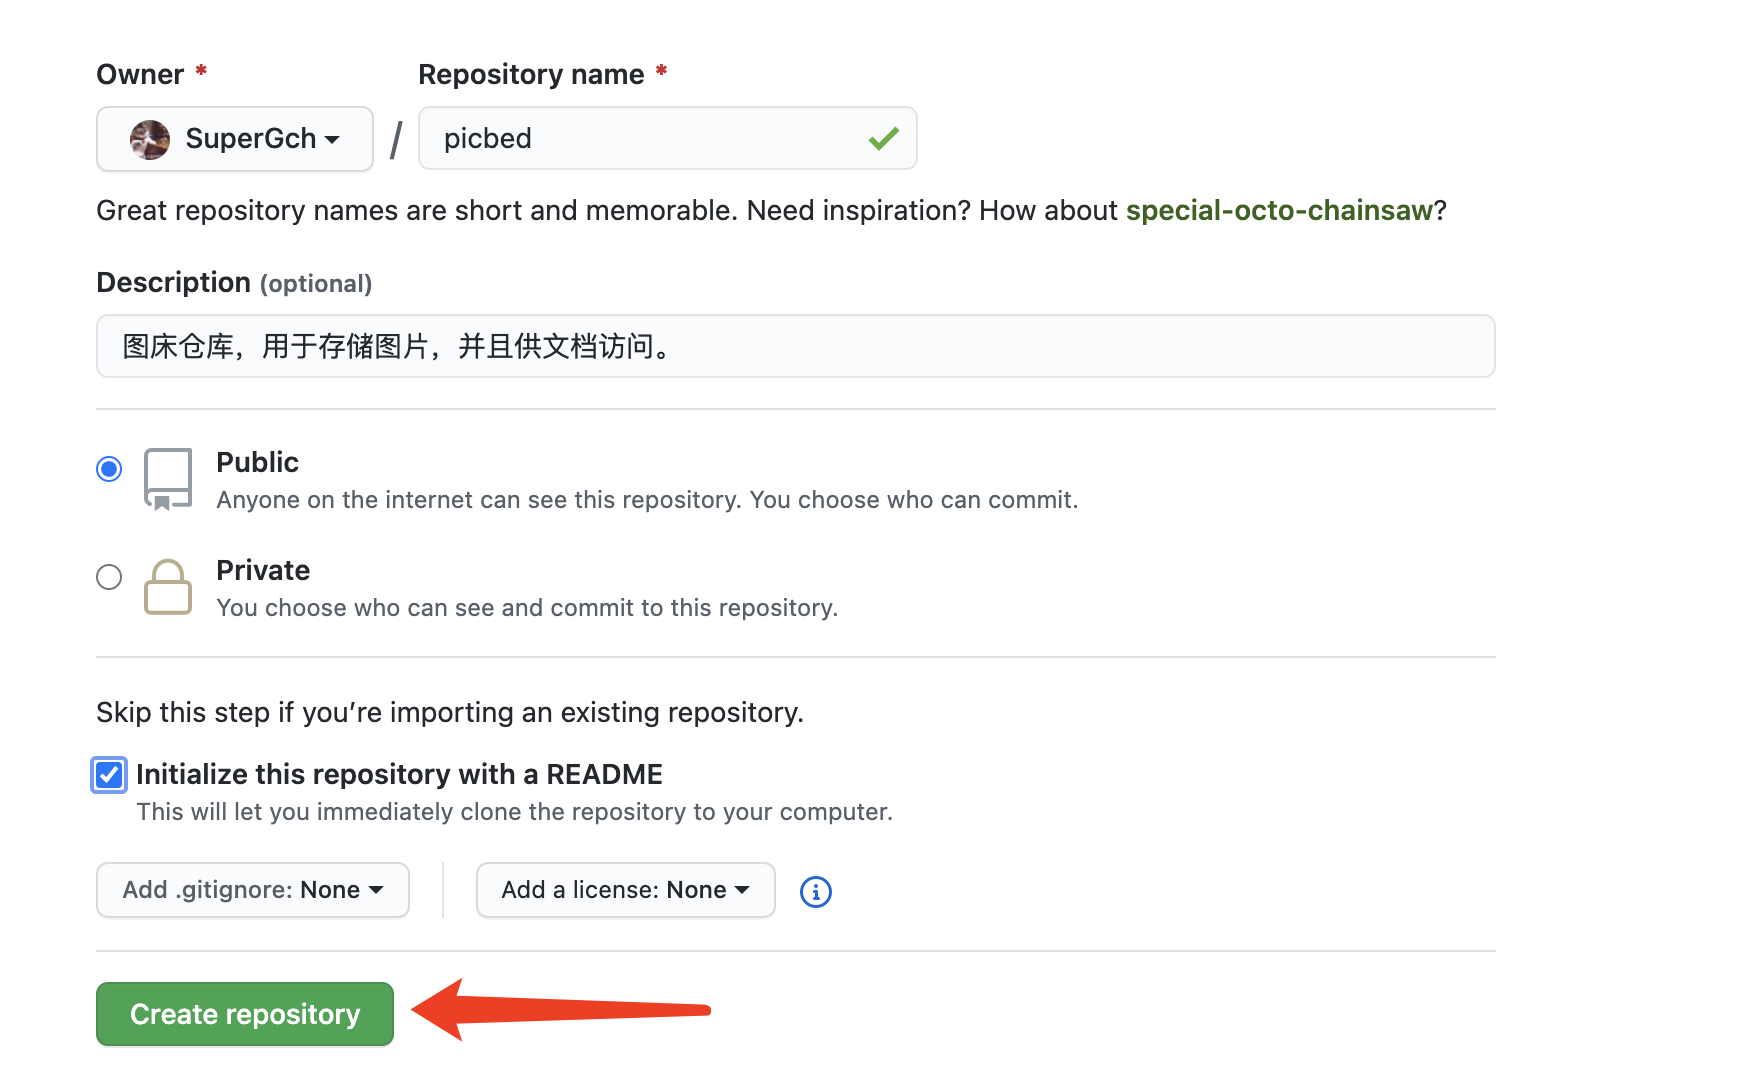 Owner * Repository name *
SuperGch / picbed
Great repository names are short and memorable. Need inspiration? How about special-octo-chainsaw?
Description (optional)
图床仓库，用于存储图片，并且供文档访问。
Public
Anyone on the internet can see this repository. You choose who can commit.
Private
You choose who can see and commit to this repository.
Skip this step if you’re importing an existing repository.
Initialize this repository with a README
This will let you immediately clone the repository to your computer.
Add .gitignore: None Add a license: None
Create repository